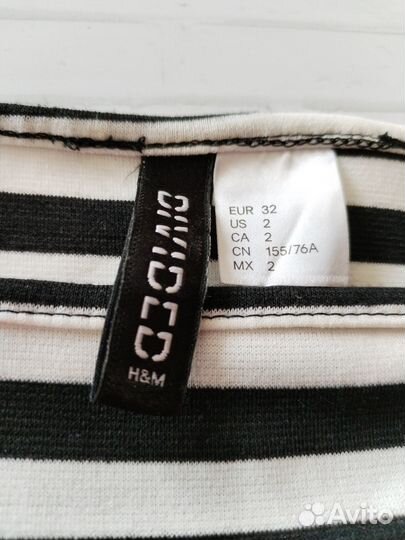 DIVIDED
H&M
EUR 32
US 2
CA 2
CN 155/76A
MX 2
Avito